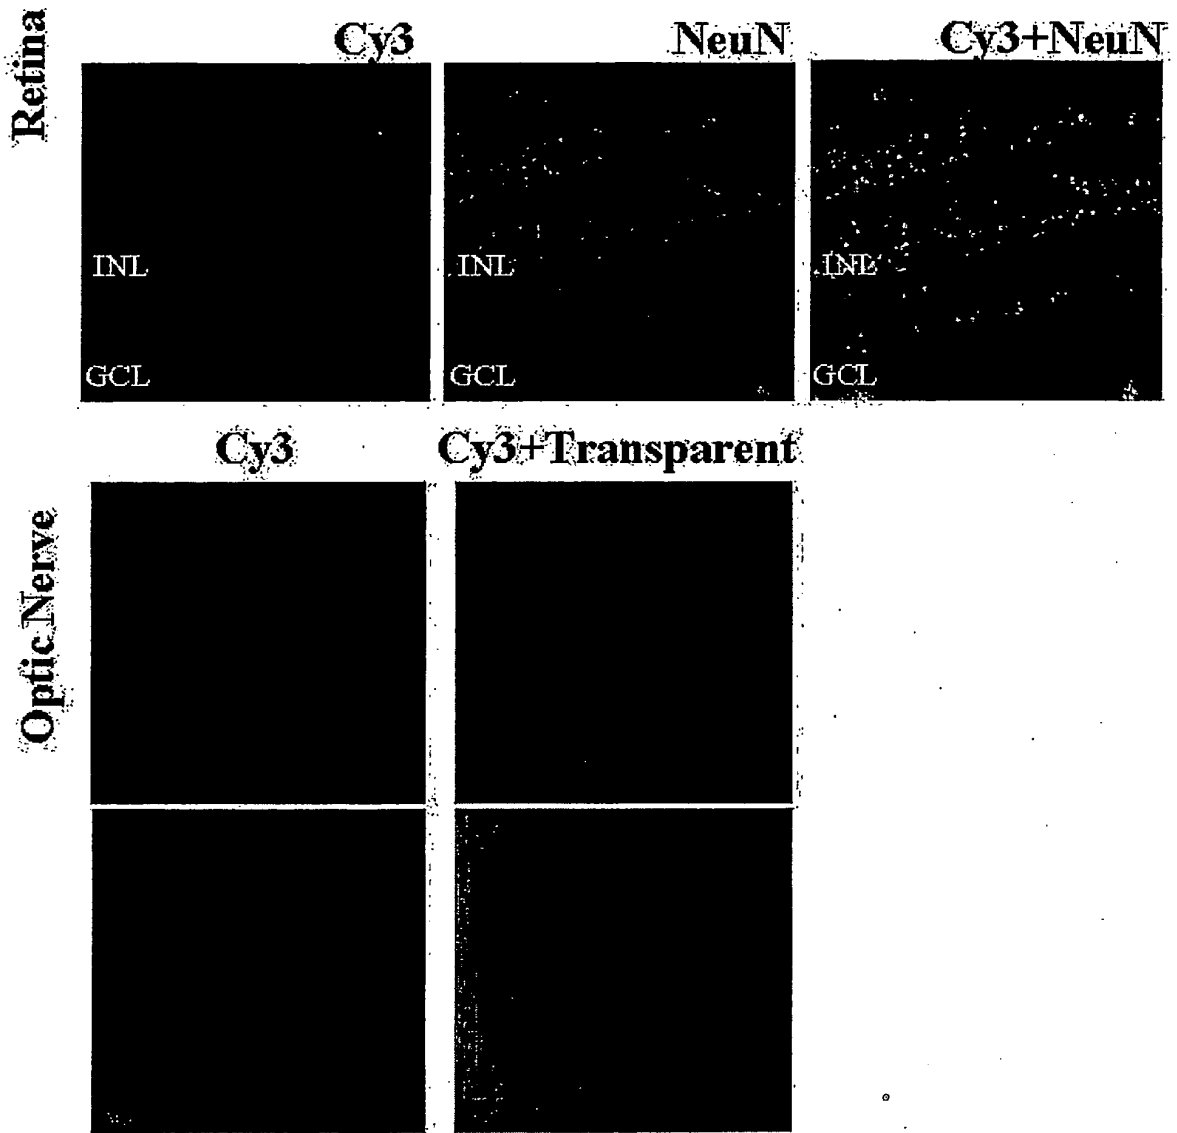 Retina
Cy3
NeuN
Cy3+NeuN
INL
INL
INL
GCL
GCL
GCL
Optic Nerve
Cy3
Cy3+Transparent